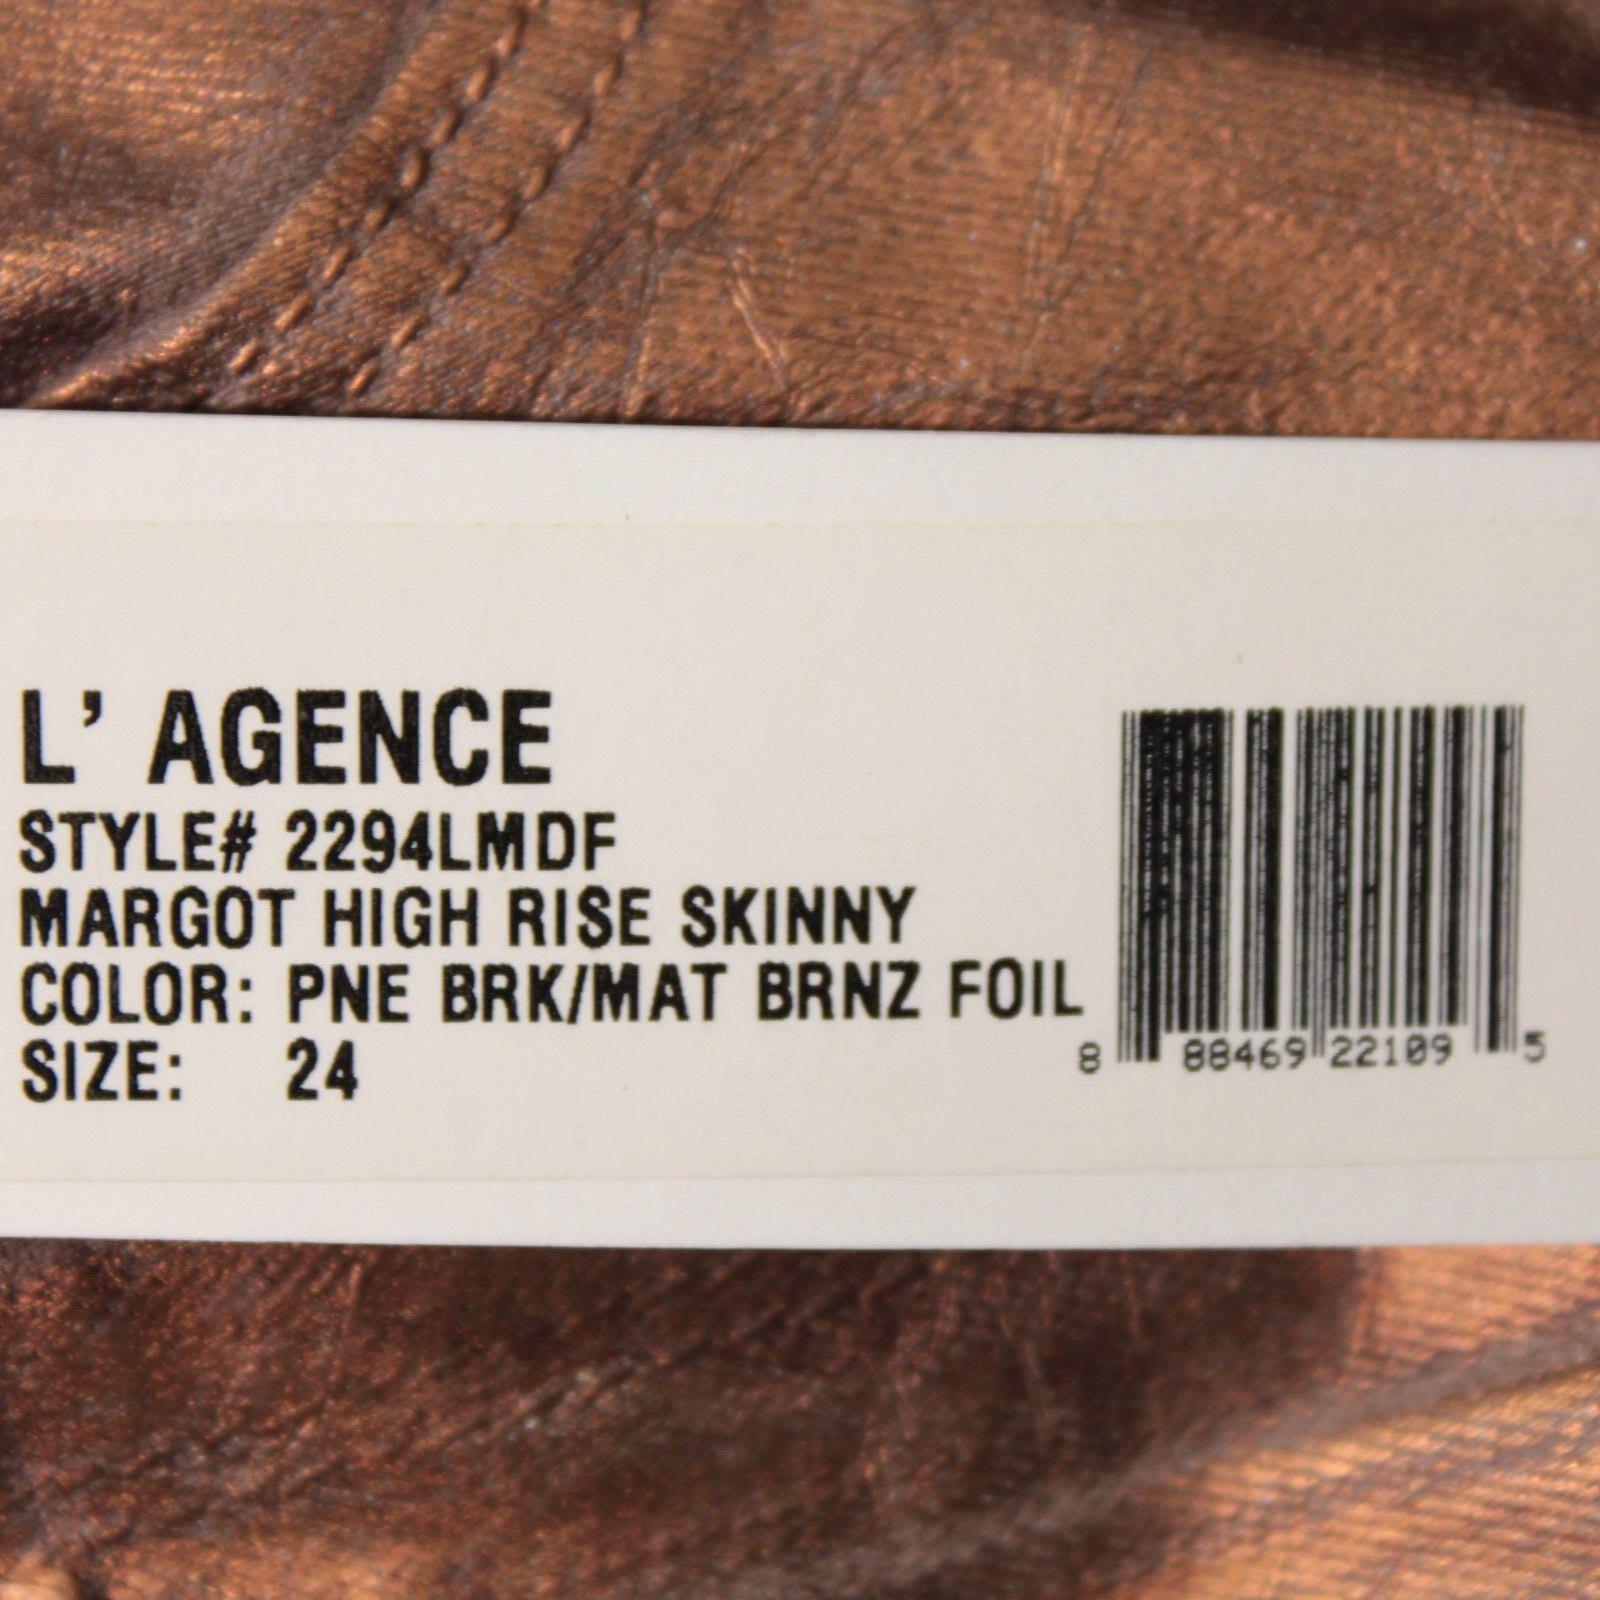 L' AGENCE
STYLE# 2294LMDF
MARGOT HIGH RISE SKINNY
COLOR: PNE BRK/MAT BRNZ FOIL
SIZE: 24
8 88469 22109 5